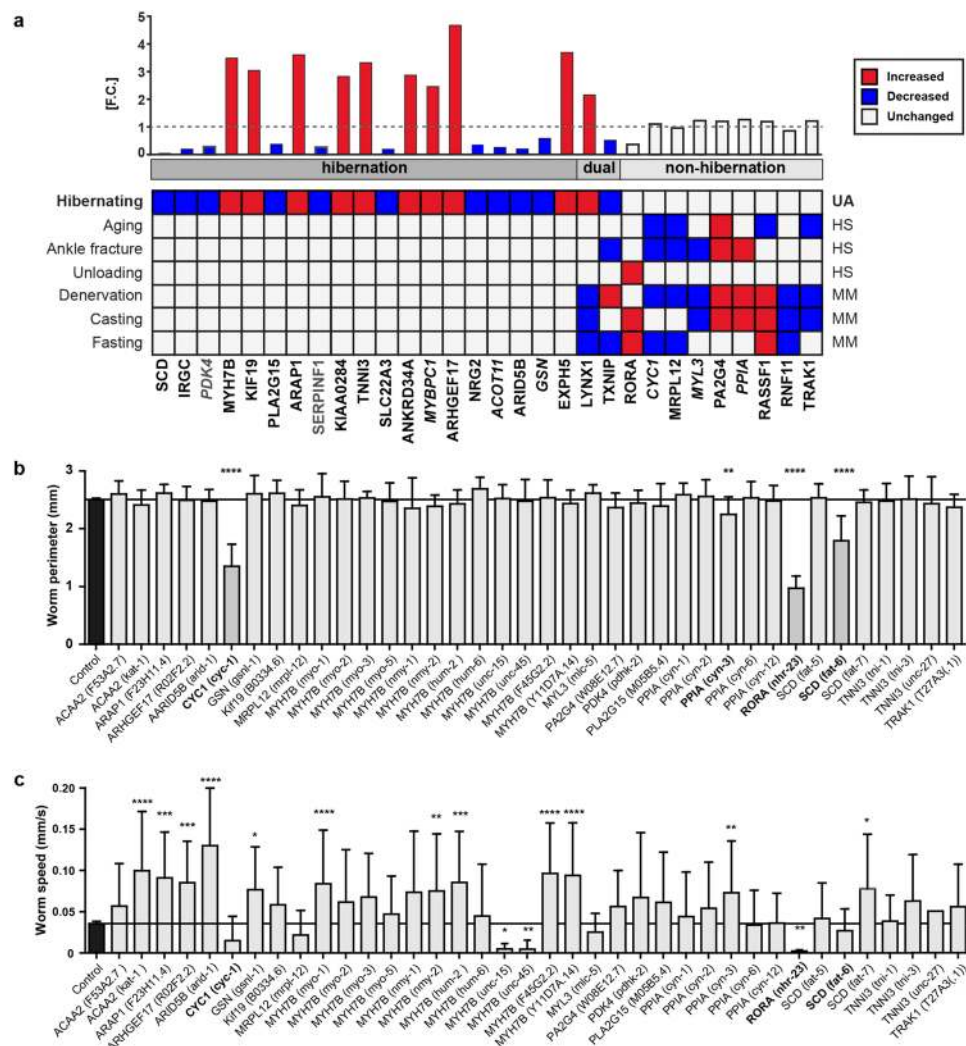 a
[F.C.]
5
4
3
2
1
0
Increased
Decreased
Unchanged
hibernation
dual
non-hibernation
Hibernating
UA
Aging
HS
Ankle fracture
HS
Unloading
HS
Denervation
MM
Casting
MM
Fasting
MM
SCD
IRGC
PDK4
MYH7B
KIF19
PLA2G15
ARAP1
SERPINF1
KIAA0284
TNNI3
SLC22A3
ANKRD34A
MYBPC1
ARHGEF17
NRG2
ACOT11
ARID5B
GSN
EXPH5
LYNX1
TXNIP
RORA
CYC1
MRPL12
MYL3
PA2G4
PPIA
RASSF1
RNF11
TRAK1
b
Worm perimeter (mm)
3
2
1
0
****
**
****
****
Control
ACAA2 (F53A2.7)
ACAA2 (kat-1)
ARAP1 (F23H11.4)
ARHGEF17 (R02F2.2)
AARID5B (arid-1)
CYC1 (cyc-1)
GSN (gsnl-1)
Kif19 (B0334.6)
MRPL12 (mrpl-12)
MYH7B (myo-1)
MYH7B (myo-2)
MYH7B (myo-3)
MYH7B (myo-5)
MYH7B (nmy-1)
MYH7B (nmy-2)
MYH7B (hum-2 )
MYH7B (hum-6)
MYH7B (unc-15)
MYH7B (unc-45)
MYH7B (F45G2.2)
MYH7B (Y11D7A.14)
MYL3 (mlc-5)
PA2G4 (W08E12.7)
PDK4 (pdhk-2)
PLA2G15 (M05B5.4)
PPIA (cyn-1)
PPIA (cyn-2)
PPIA (cyn-3)
PPIA (cyn-6)
PPIA (cyn-12)
RORA (nhr-23)
SCD (fat-5)
SCD (fat-6)
SCD (fat-7)
TNNI3 (tni-1)
TNNI3 (tni-3)
TNNI3 (unc-27)
TRAK1 (T27A3(.1))
c
Worm speed (mm/s)
0.20
0.15
0.10
0.05
0
****
***
***
****
*
****
**
***
*
**
****
****
**
**
*
Control
ACAA2 (F53A2.7 )
ACAA2 (kat-1 )
ARAP1 (F23H11.4)
ARHGEF17 (R02F2.2)
ARID5B (arid-1)
CYC1 (cyc-1)
GSN (gsnl-1)
Kif19 (B0334.6)
MRPL12 (mrpl-12)
MYH7B (myo-1)
MYH7B (myo-2)
MYH7B (myo-3)
MYH7B (myo-5)
MYH7B (nmy-1)
MYH7B (nmy-2)
MYH7B (hum-2 )
MYH7B (hum-6)
MYH7B (unc-15)
MYH7B (unc-45)
MYH7B (F45G2.2)
MYH7B (Y11D7A.14)
MYL3 (mlc-5)
PA2G4 (W08E12.7)
PDK4 (pdhk-2)
PLA2G15 (M05B5.4)
PPIA (cyn-1)
PPIA (cyn-2)
PPIA (cyn-3)
PPIA (cyn-6)
PPIA (cyn-12)
RORA (nhr-23)
SCD (fat-5)
SCD (fat-6)
SCD (fat-7)
TNNI3 (tni-1)
TNNI3 (tni-3)
TNNI3 (unc-27)
TRAK1 (T27A3(.1))